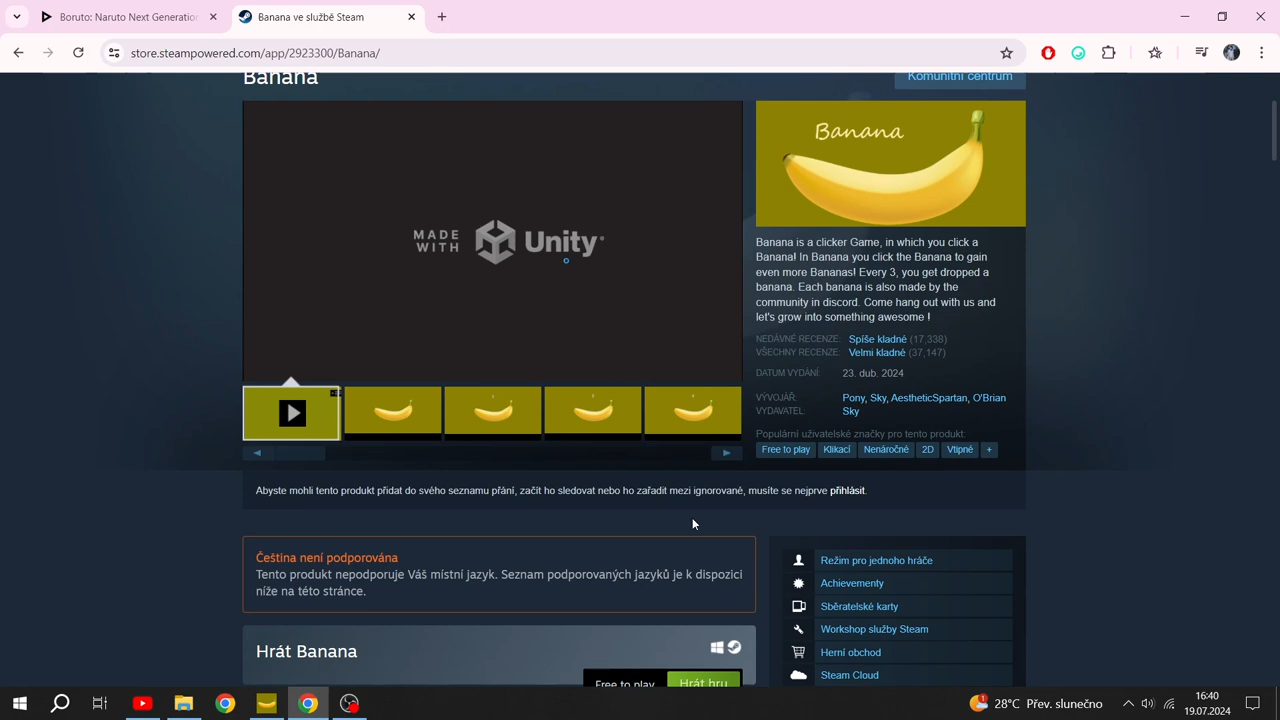 Boruto: Naruto Next Generation
Banana ve službě Steam
store.steampowered.com/app/2923300/Banana/
Banana
Komunitní centrum
MADE WITH Unity
Banana
Banana is a clicker Game, in which you click a
Banana! In Banana you click the Banana to gain
even more Bananas! Every 3, you get dropped a
banana. Each banana is also made by the
community in discord. Come hang out with us and
let's grow into something awesome !
NEDÁVNÉ RECENZE: Spíše kladné (17,338)
VŠECHNY RECENZE: Velmi kladné (37,147)
DATUM VYDÁNÍ: 23. dub. 2024
VÝVOJÁŘ: Pony, Sky, AestheticSpartan, O'Brian
VYDAVATEL: Sky
Populární uživatelské značky pro tento produkt:
Free to play Klikací Nenáročné 2D Vtipné +
Abyste mohli tento produkt přidat do svého seznamu přání, začít ho sledovat nebo ho zařadit mezi ignorované, musíte se nejprve přihlásit.
Čeština není podporována
Tento produkt nepodporuje Váš místní jazyk. Seznam podporovaných jazyků je k dispozici
níže na této stránce.
Režim pro jednoho hráče
Achievementy
Sběratelské karty
Workshop služby Steam
Herní obchod
Steam Cloud
Hrát Banana
Free to play Hrát hru
1
28°C Přev. slunečno
16:40
19.07.2024